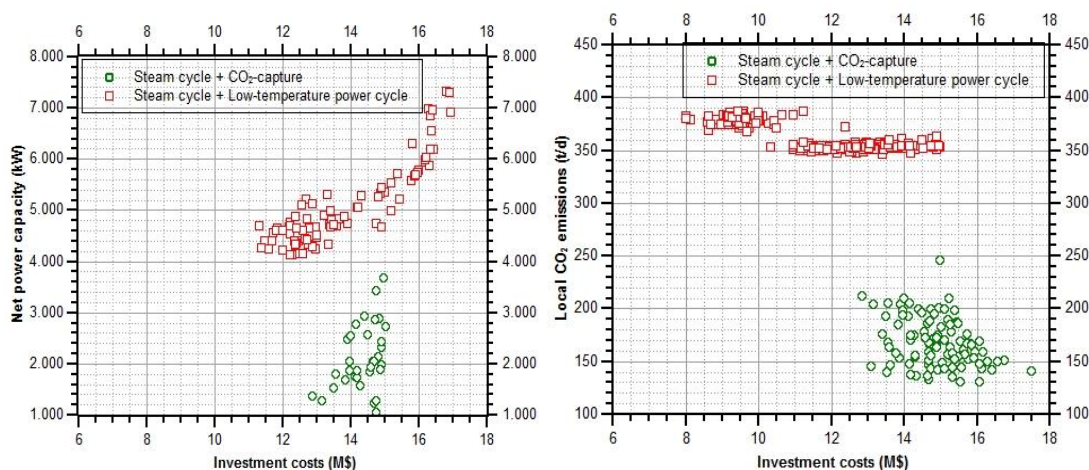 6 8 10 12 14 16 18
8.000 8.000
7.000 7.000
6.000 6.000
5.000 5.000
4.000 4.000
3.000 3.000
2.000 2.000
1.000 1.000
Net power capacity (kW)
Steam cycle + CO₂-capture
Steam cycle + Low-temperature power cycle
6 8 10 12 14 16 18
Investment costs (M$)
6 8 10 12 14 16 18
450 450
400 400
350 350
300 300
250 250
200 200
150 150
100 100
Local CO₂ emissions (t/d)
Steam cycle + CO₂-capture
Steam cycle + Low-temperature power cycle
6 8 10 12 14 16 18
Investment costs (M$)